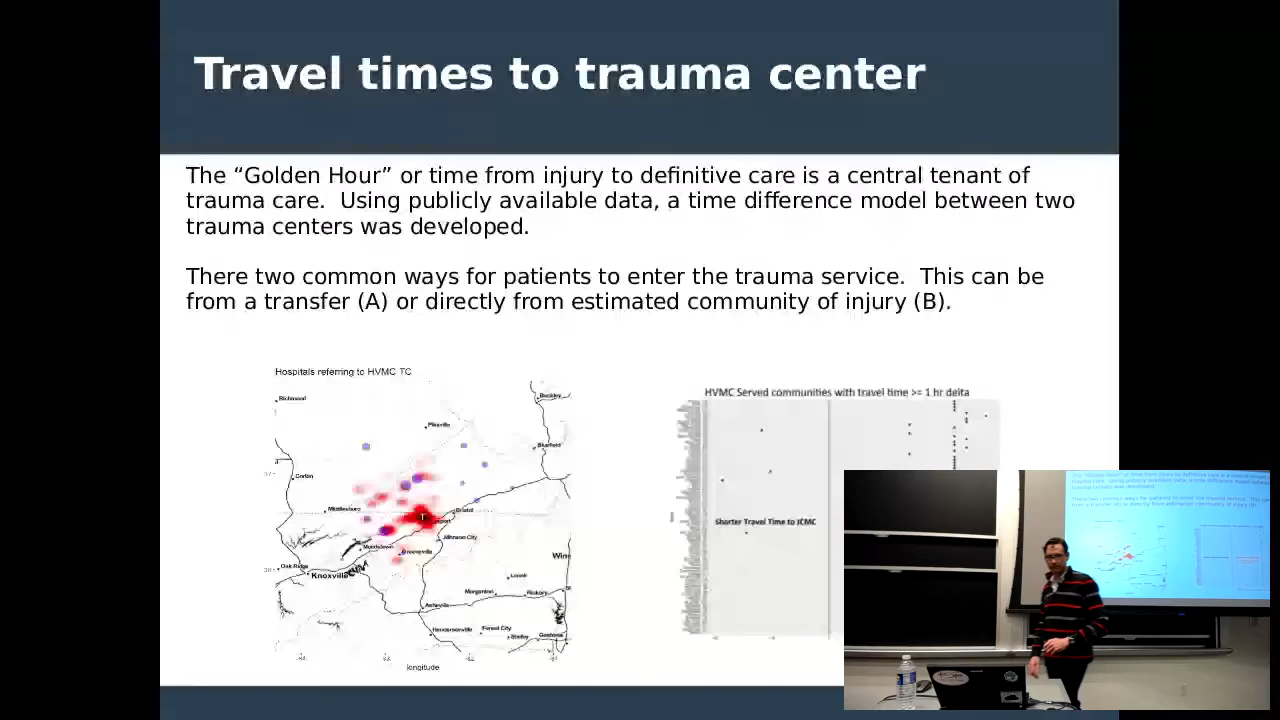 Travel times to trauma center
The “Golden Hour” or time from injury to definitive care is a central tenant of
trauma care.  Using publicly available data, a time difference model between two
trauma centers was developed.
There two common ways for patients to enter the trauma service.  This can be
from a transfer (A) or directly from estimated community of injury (B).
Hospitals referring to HVMC TC
Richmond
Beckley
Pikeville
Bluefield
Corbin
Middlesboro
T
Bristol
Johnson City
Morristown
Greeneville
Oak Ridge
Knoxville
Wins
Lenoir
Morganton
Hickory
Asheville
Hendersonville
Forest City
Shelby
Gastonia
longitude
HVMC Served communities with travel time >= 1 hr delta
Shorter Travel Time to JCMC